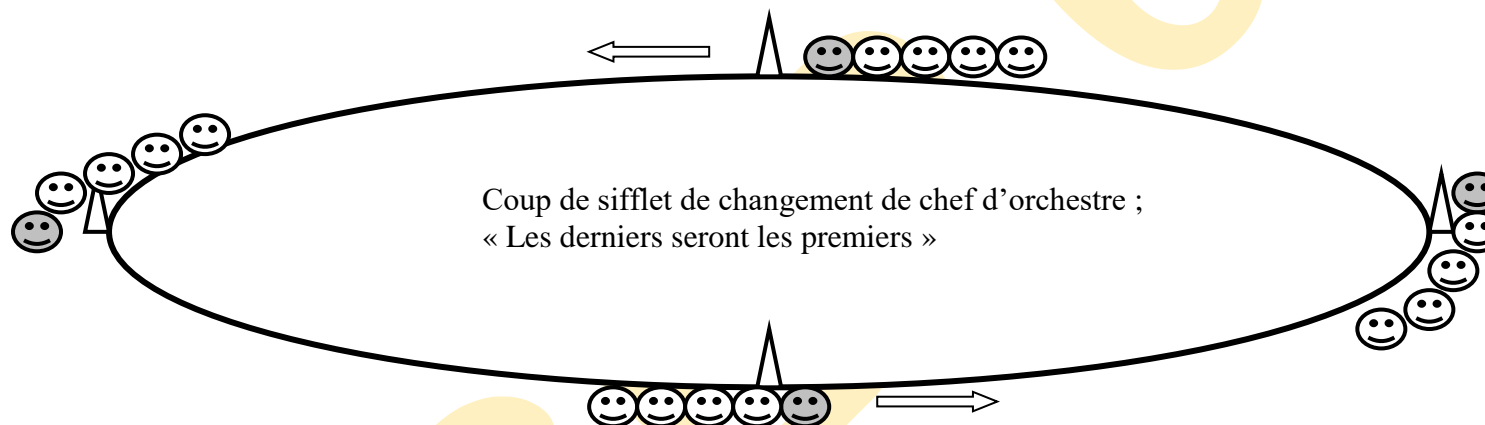 Coup de sifflet de changement de chef d’orchestre ;
« Les derniers seront les premiers »